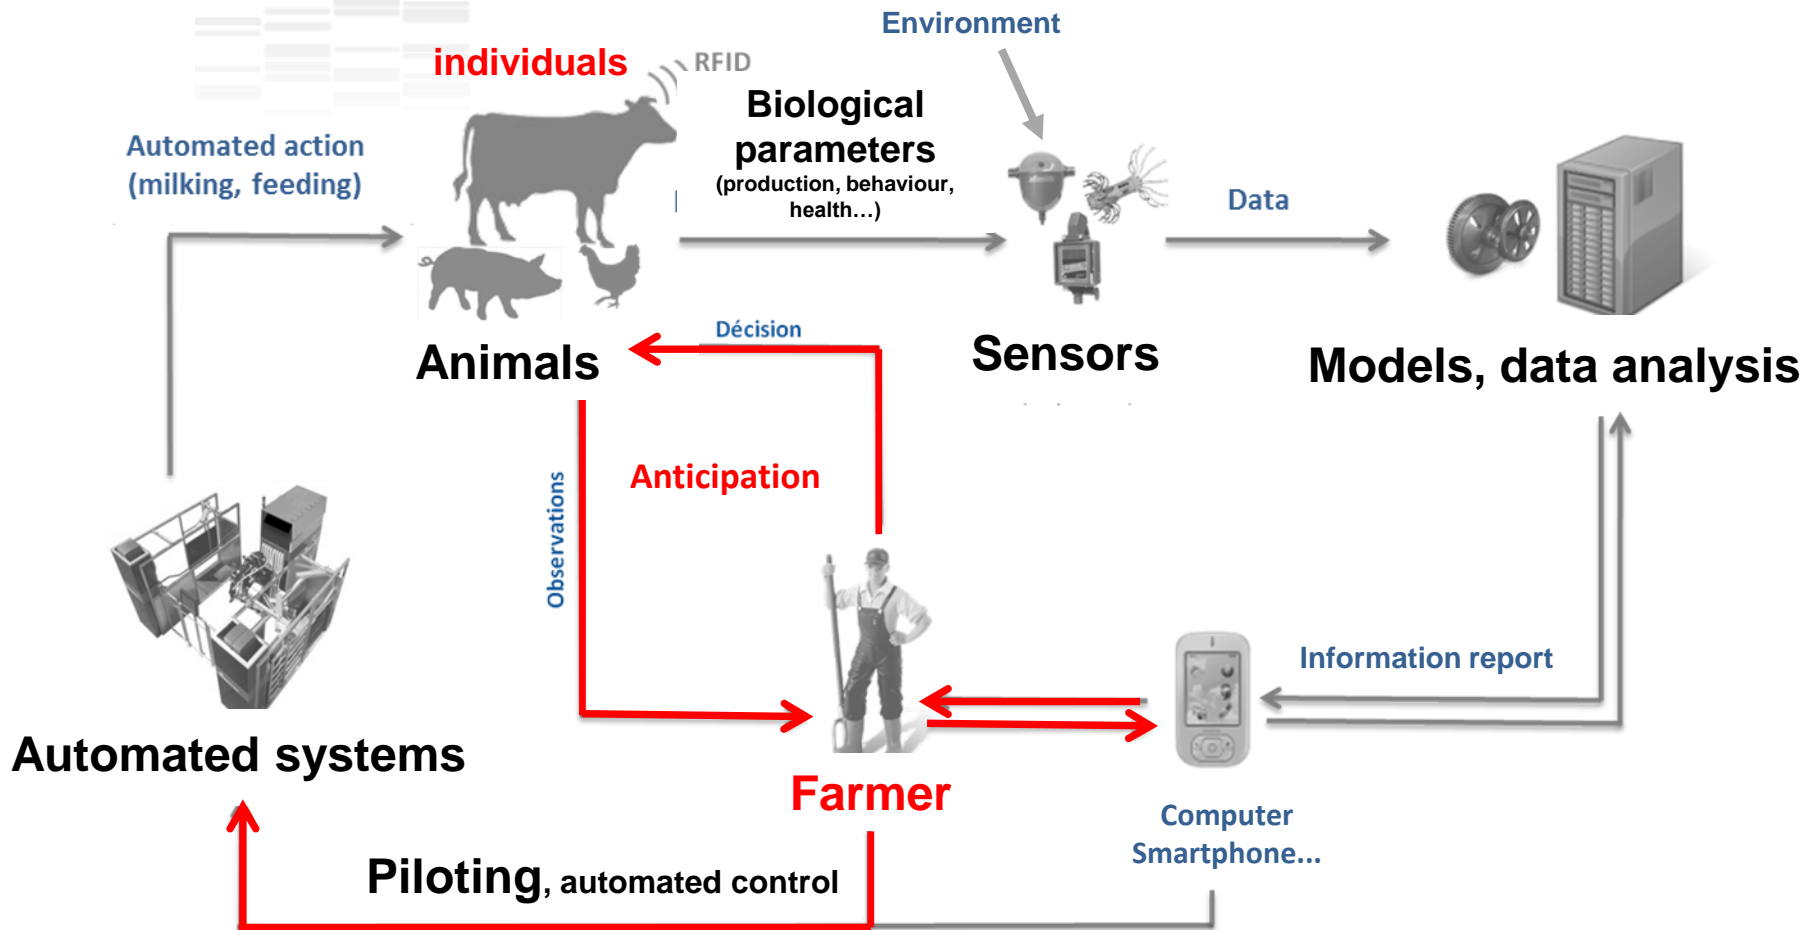 Environment
individuals
RFID
Biological
parameters
(production, behaviour,
health...)
Automated action
(milking, feeding)
Data
Décision
Animals
Sensors
Models, data analysis
Anticipation
Observations
Information report
Automated systems
Farmer
Computer
Smartphone...
Piloting, automated control